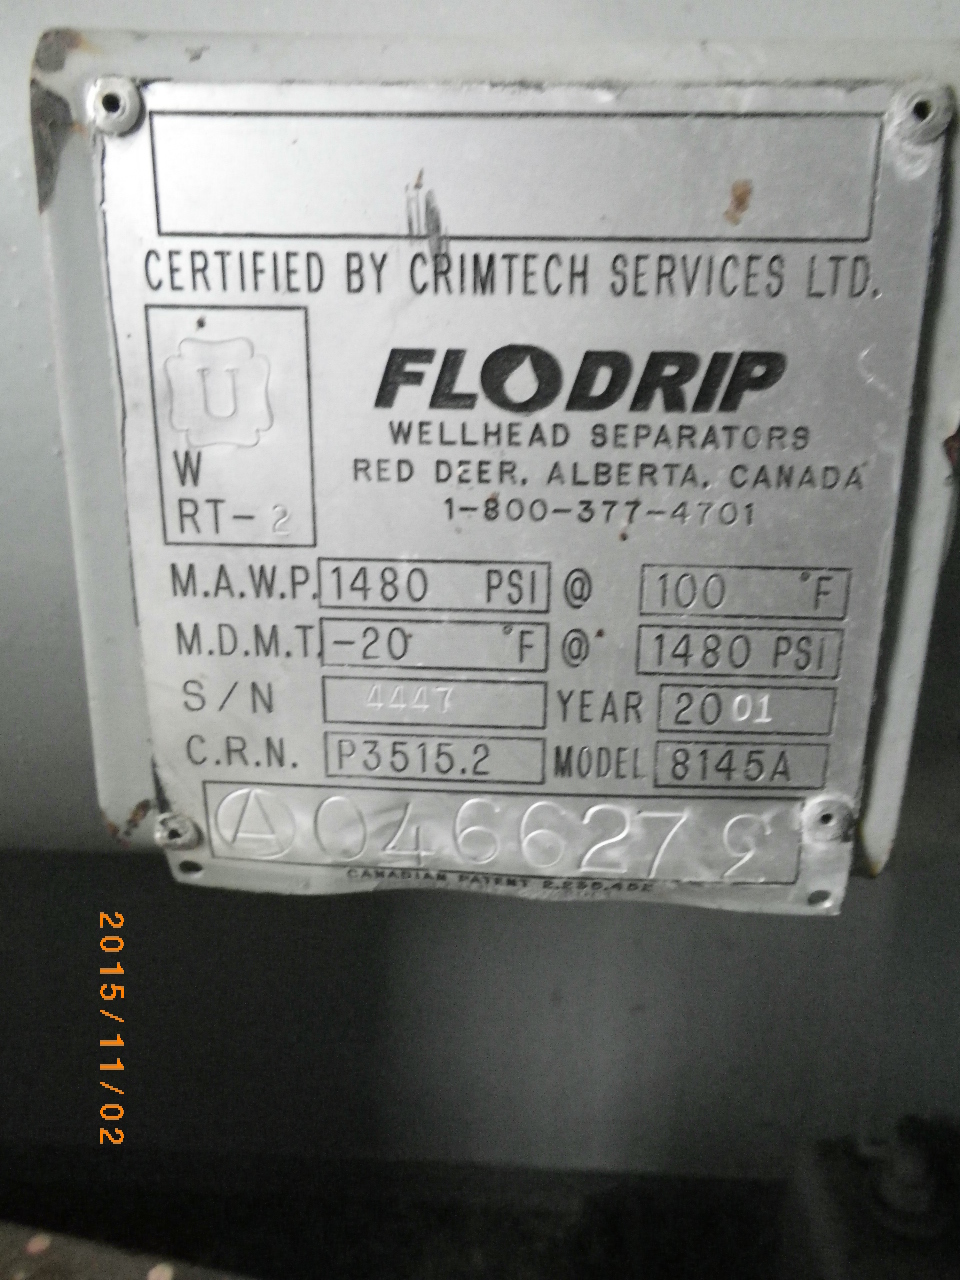 CERTIFIED BY CRIMTECH SERVICES LTD.
U
W
RT-2
FLODRIP
WELLHEAD SEPARATORS
RED DEER, ALBERTA, CANADA
1-800-377-4701
M.A.W.P. 1480 PSI @ 100 °F
M.D.M.T. -20 °F @ 1480 PSI
S/N 4447 YEAR 2001
C.R.N. P3515.2 MODEL 8145A
A046627
CANADIAN PATENT
2015/11/02